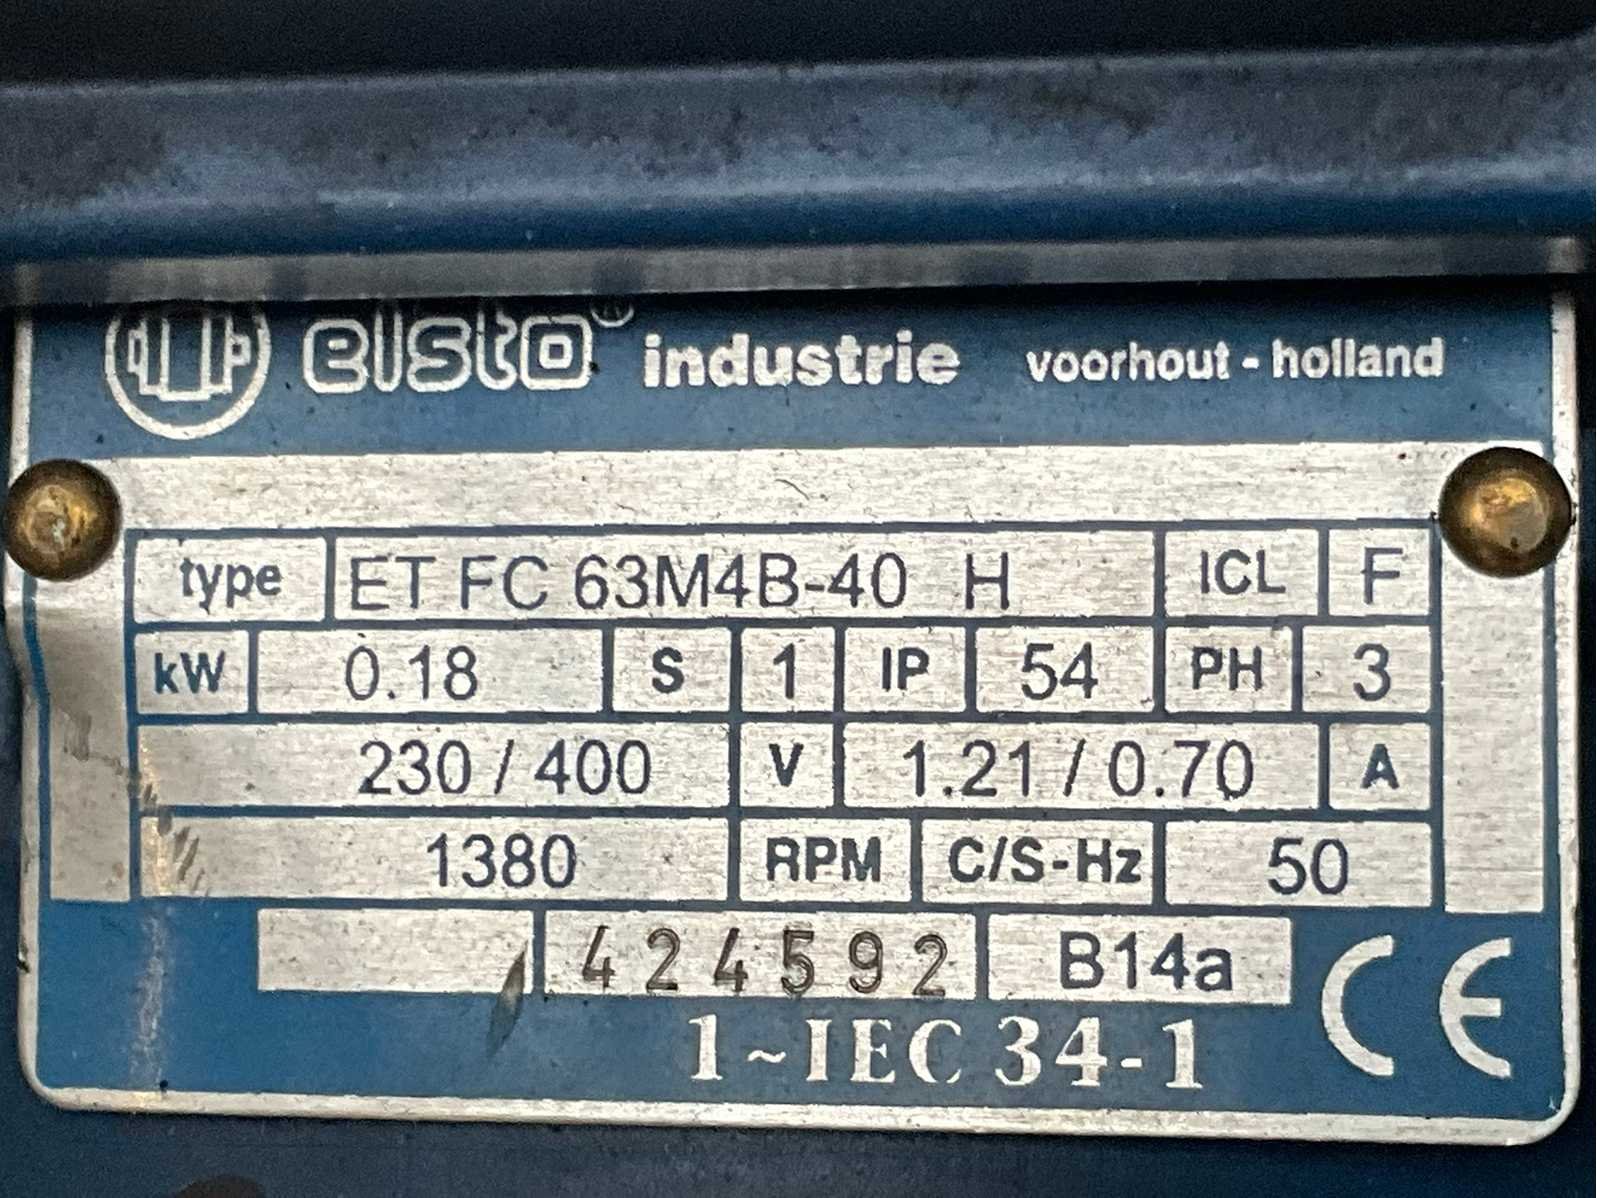 elsto® industrie voorhout - holland
type ET FC 63M4B-40 H ICL F
kW 0.18 S 1 IP 54 PH 3
230 / 400 V 1.21 / 0.70 A
1380 RPM C/S-Hz 50
424592 B14a CE
1~IEC 34-1